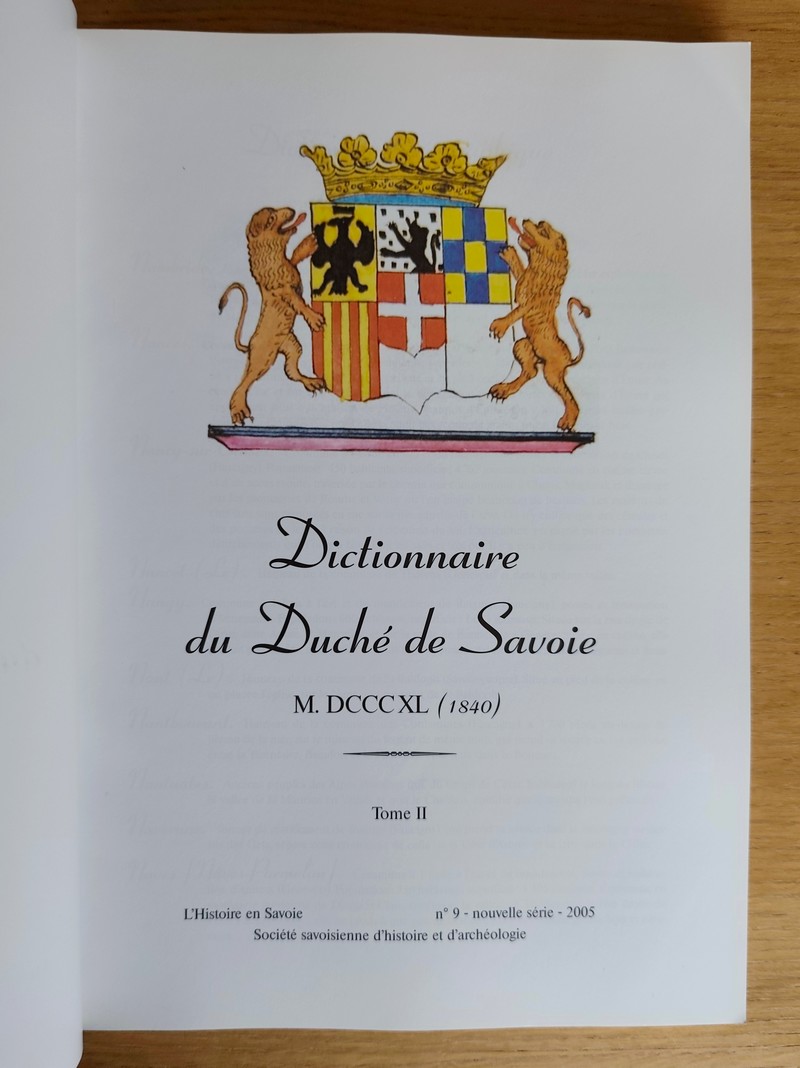 Dictionnaire
du Duché de Savoie
M. DCCC XL (1840)
Tome II
L'Histoire en Savoie n° 9 - nouvelle série - 2005
Société savoisienne d'histoire et d'archéologie